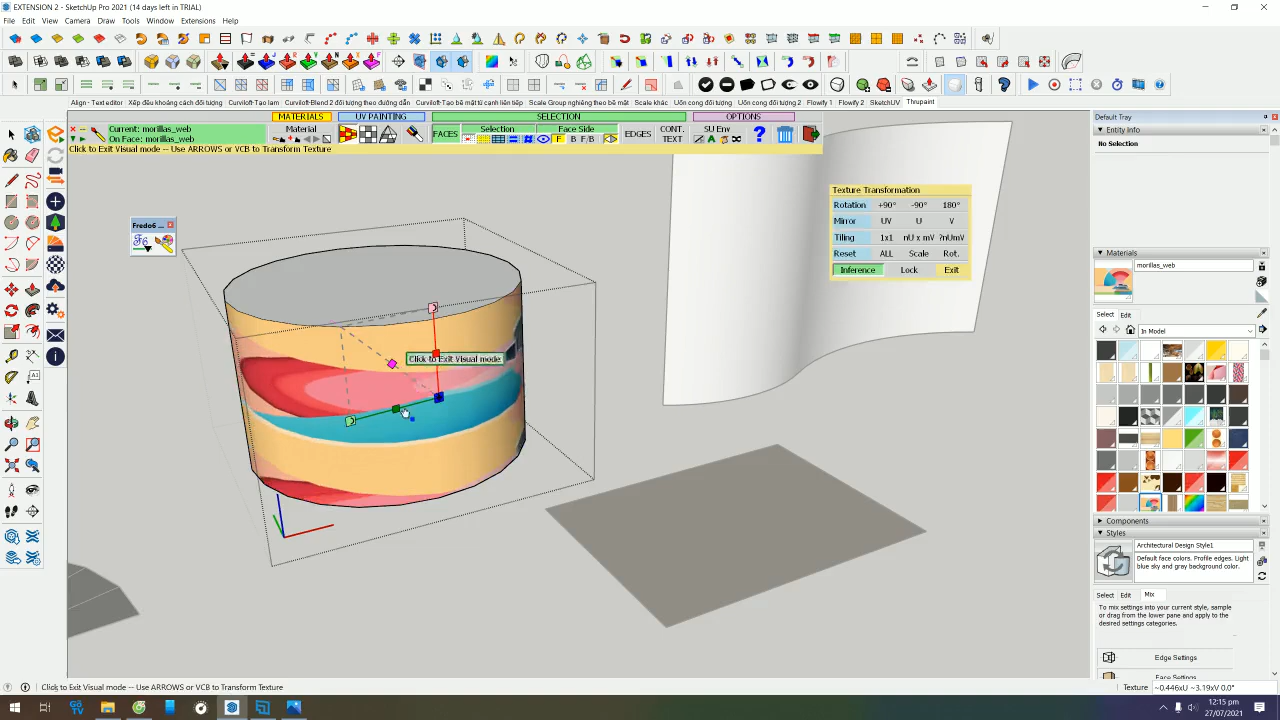 EXTENSION 2 - SketchUp Pro 2021 (14 days left in TRIAL)
File Edit View Camera Draw Tools Window Extensions Help
Align - Text editor Xếp đều khoảng cách đối tượng Curviloft-Tạo lam Curviloft-Blend 2 đối tượng theo đường dẫn Curviloft-Tạo bề mặt từ cạnh liên tiếp Scale Group nghiêng theo bề mặt Scale khác Uốn cong đối tượng Uốn cong đối tượng 2 Flowify 1 Flowify 2 SketchUV Thrupaint
MATERIALS UV PAINTING SELECTION OPTIONS
Current: morillas_web
On Face: morillas_web
Material
FACES
Selection Face Side
F B F/B
EDGES
CONT. TEXT
SU Env
A
?
Click to Exit Visual mode -- Use ARROWS or VCB to Transform Texture
Default Tray
Entity Info
No Selection
Texture Transformation
Rotation +90° -90° 180°
Mirror UV U V
Tiling 1x1 nU x mV ?nUmV
Reset ALL Scale Rot.
Inference Lock Exit
Fredo6 ...
Click to Exit Visual mode
Materials
morillas_web
Select Edit
In Model
Components
Styles
Architectural Design Style1
Default face colors. Profile edges. Light
blue sky and gray background color.
Select Edit Mix
To mix settings into your current style, sample
or drag from the lower pane and apply to the
desired settings categories.
Edge Settings
Face Settings
Click to Exit Visual mode -- Use ARROWS or VCB to Transform Texture
Texture ~0.446xU ~3.19xV 0.0°
12:15 pm
27/07/2021